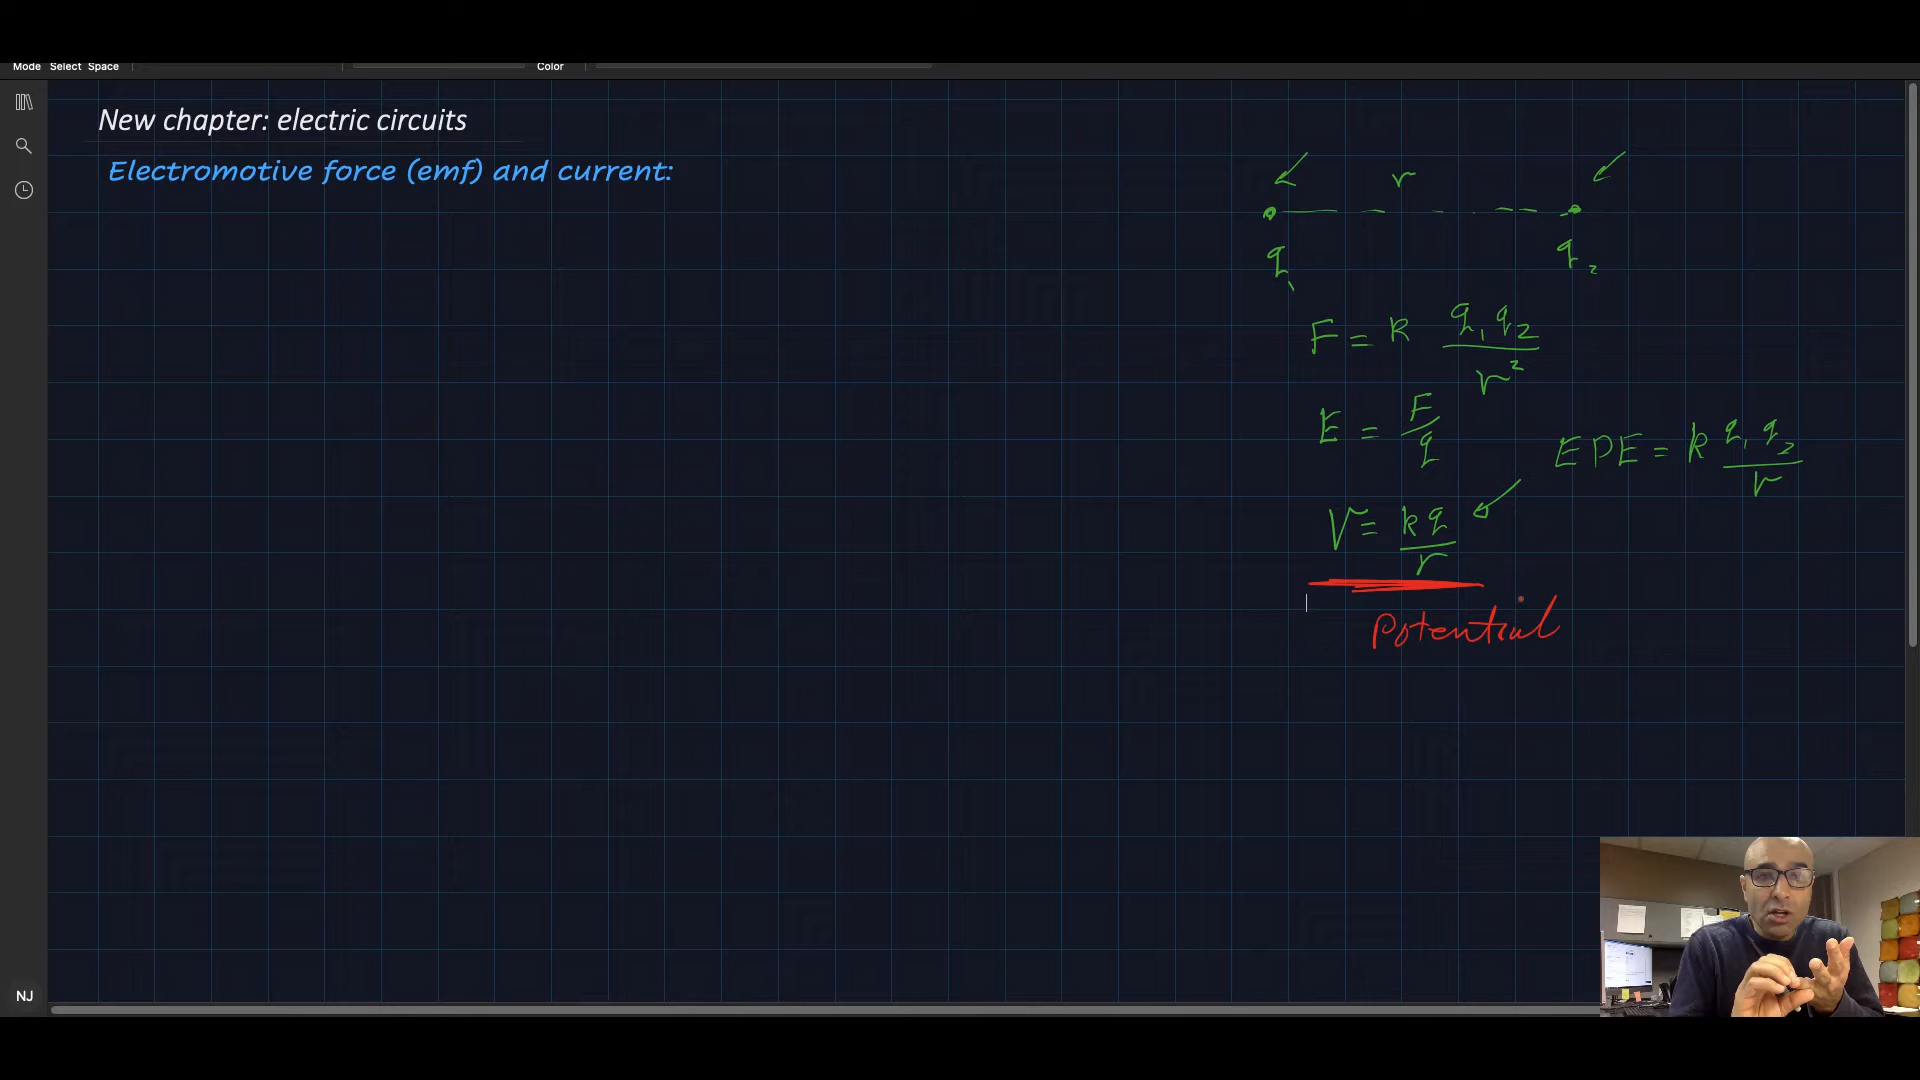 Mode Select Space Color
New chapter: electric circuits
Electromotive force (emf) and current:
r
q₁ q₂
F = k q₁q₂/r²
E = F/q
EPE = k q₁q₂/r
V = kq/r
Potential
NJ